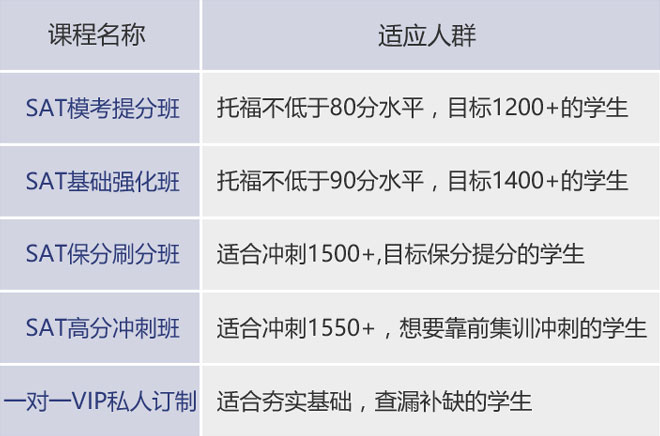 课程名称 适应人群
SAT模考提分班 托福不低于80分水平，目标1200+的学生
SAT基础强化班 托福不低于90分水平，目标1400+的学生
SAT保分刷分班 适合冲刺1500+,目标保分提分的学生
SAT高分冲刺班 适合冲刺1550+，想要靠前集训冲刺的学生
一对一VIP私人订制 适合夯实基础，查漏补缺的学生